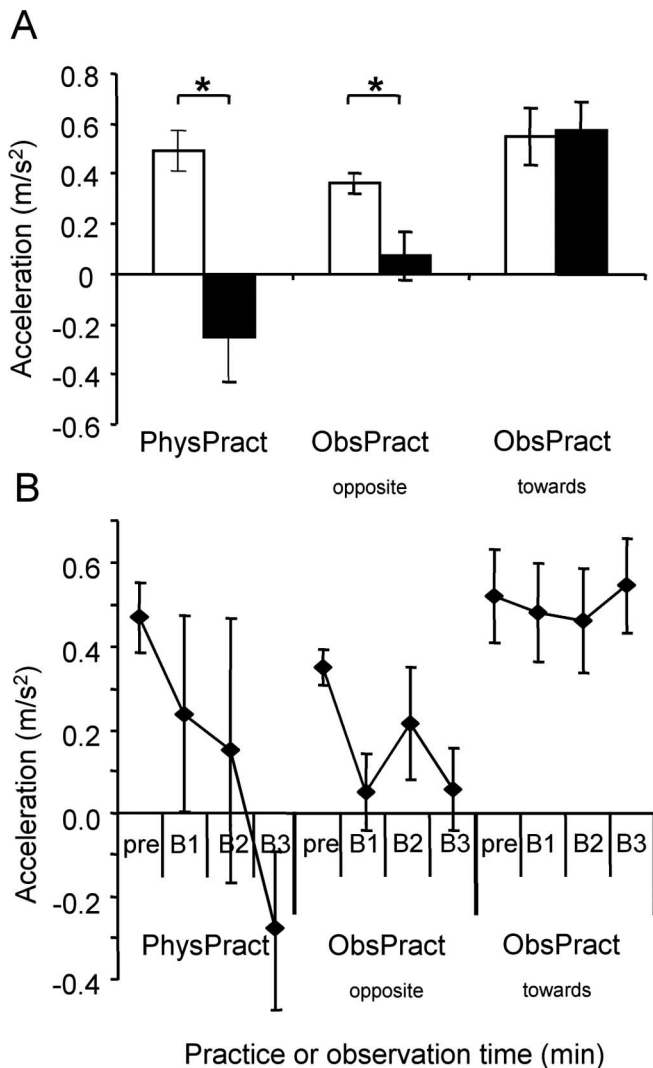 A
Acceleration (m/s²)
0.8
0.6
0.4
0.2
0
-0.2
-0.4
-0.6
* *
PhysPract ObsPract ObsPract
opposite towards
B
Acceleration (m/s²)
0.6
0.4
0.2
0.0
-0.2
-0.4
pre B1 B2 B3 pre B1 B2 B3 pre B1 B2 B3
PhysPract ObsPract ObsPract
opposite towards
Practice or observation time (min)